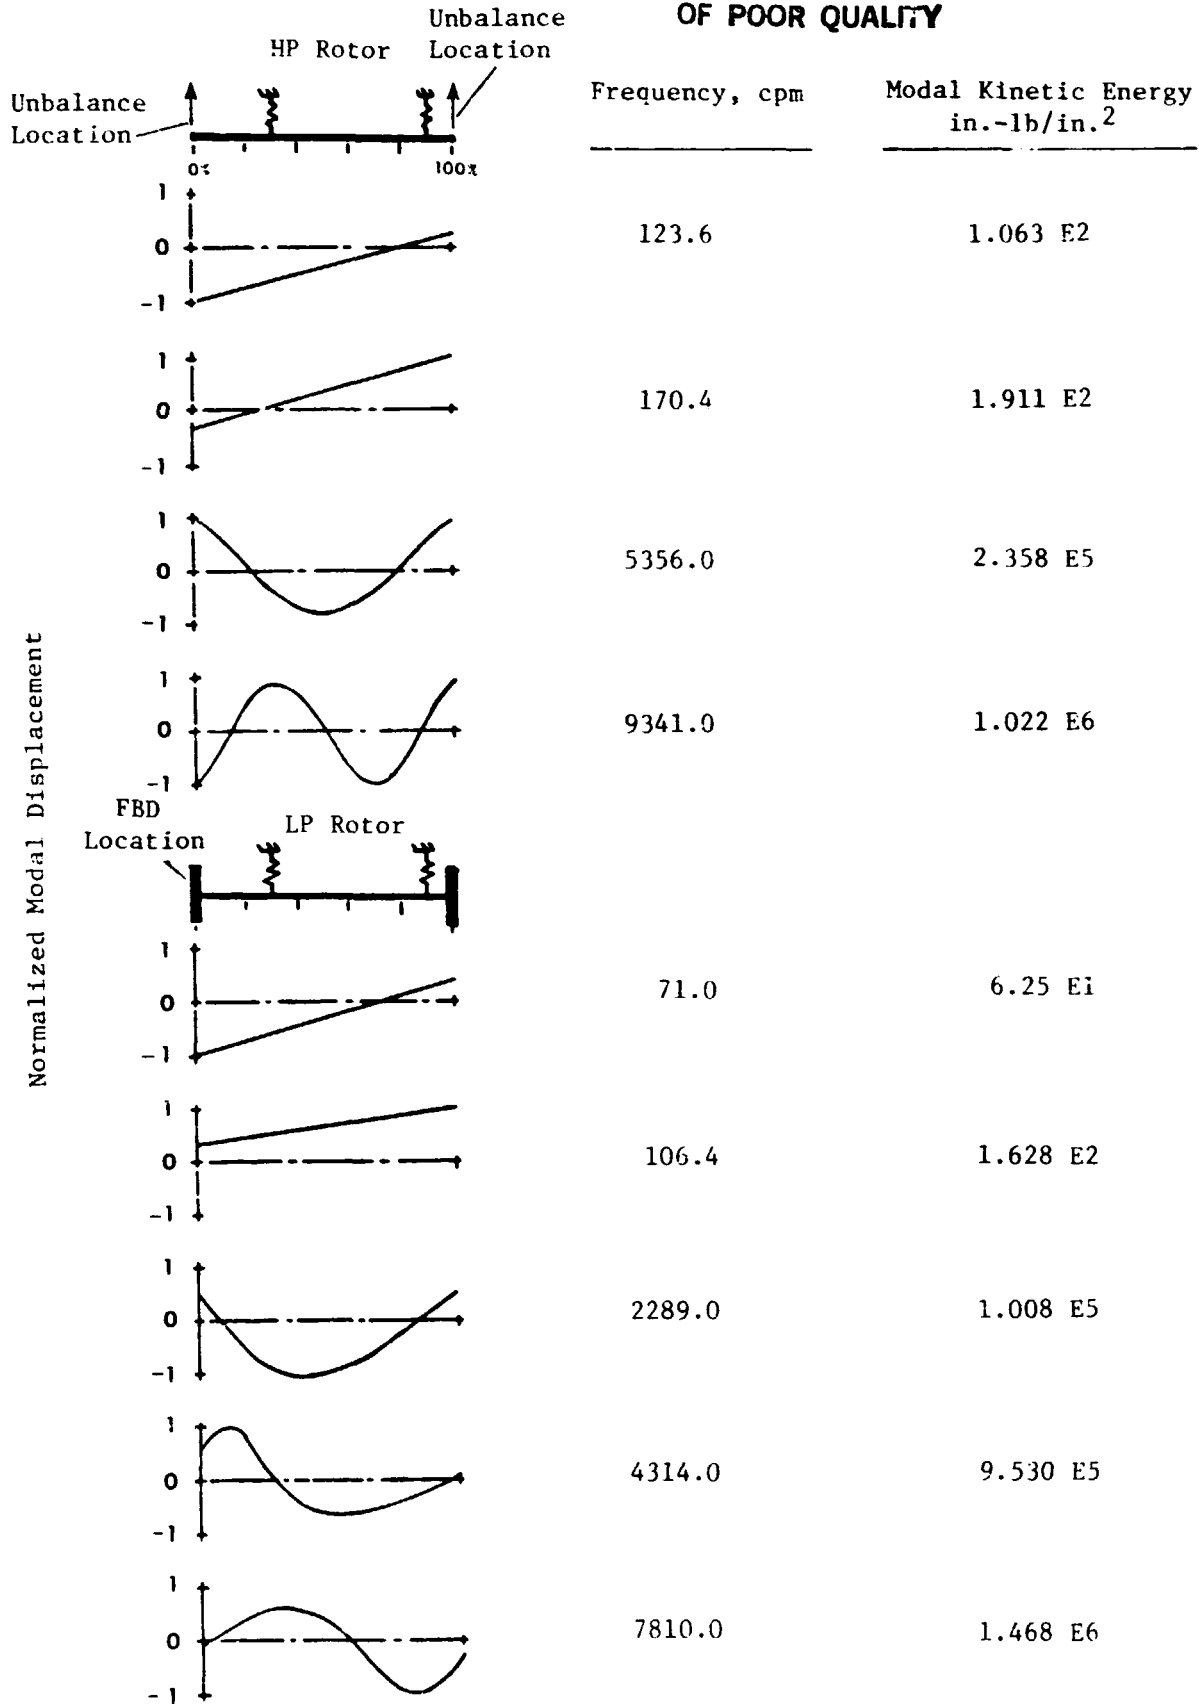 OF POOR QUALITY
HP Rotor
Unbalance
Location
Unbalance
Location
0%
100%
Frequency, cpm
Modal Kinetic Energy
in.-lb/in.2
Normalized Modal Displacement
1
0
-1
123.6
1.063 E2
1
0
-1
170.4
1.911 E2
1
0
-1
5356.0
2.358 E5
1
0
-1
9341.0
1.022 E6
FBD
Location
LP Rotor
1
0
-1
71.0
6.25 E1
1
0
-1
106.4
1.628 E2
1
0
-1
2289.0
1.008 E5
1
0
-1
4314.0
9.530 E5
1
0
-1
7810.0
1.468 E6